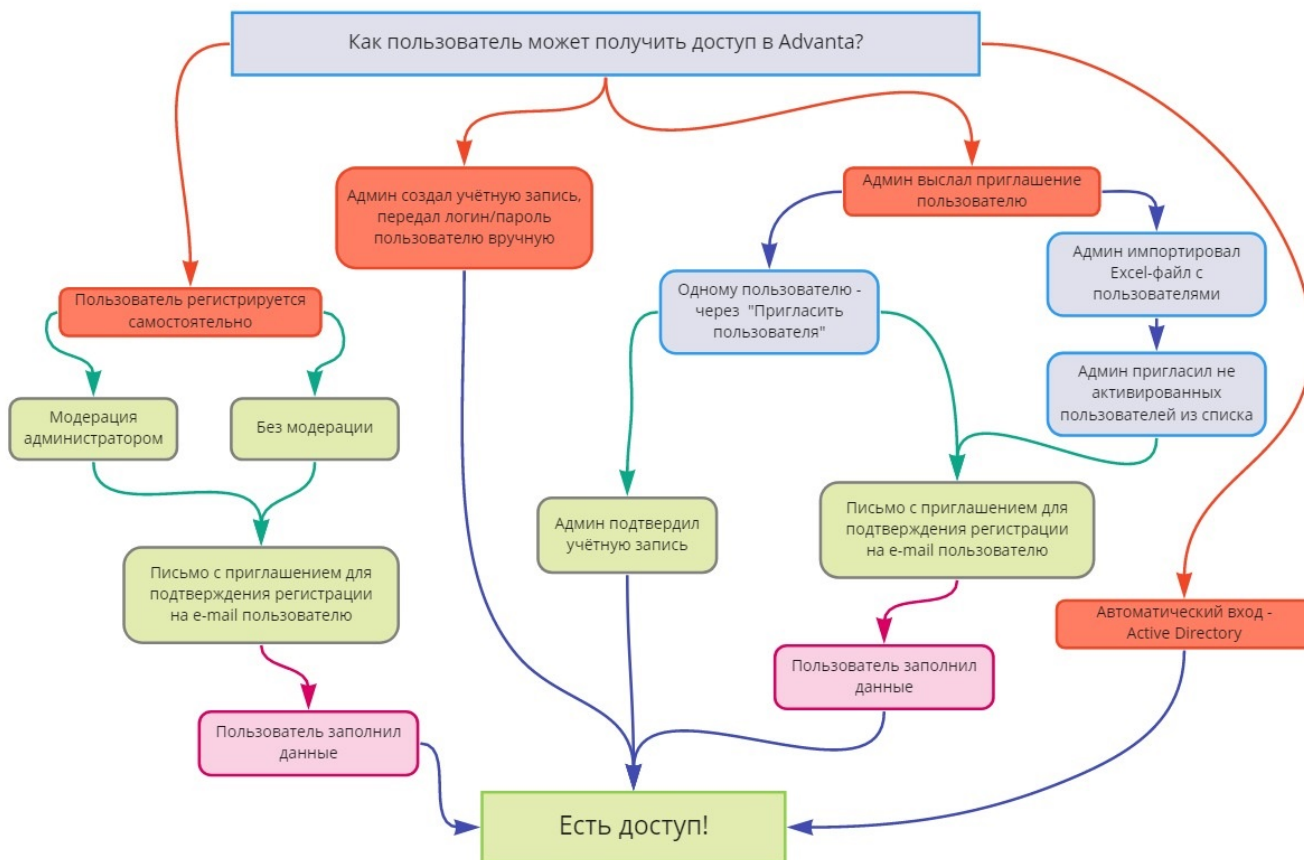 Как пользователь может получить доступ в Advanta?
Админ создал учётную запись,
передал логин/пароль
пользователю вручную
Админ выслал приглашение
пользователю
Админ импортировал
Excel-файл с
пользователями
Пользователь регистрируется
самостоятельно
Одному пользователю -
через "Пригласить
пользователя"
Админ пригласил не
активированных
пользователей из списка
Модерация
администратором
Без модерации
Админ подтвердил
учётную запись
Письмо с приглашением для
подтверждения регистрации
на e-mail пользователю
Письмо с приглашением для
подтверждения регистрации
на e-mail пользователю
Автоматический вход -
Active Directory
Пользователь заполнил
данные
Пользователь заполнил
данные
Есть доступ!